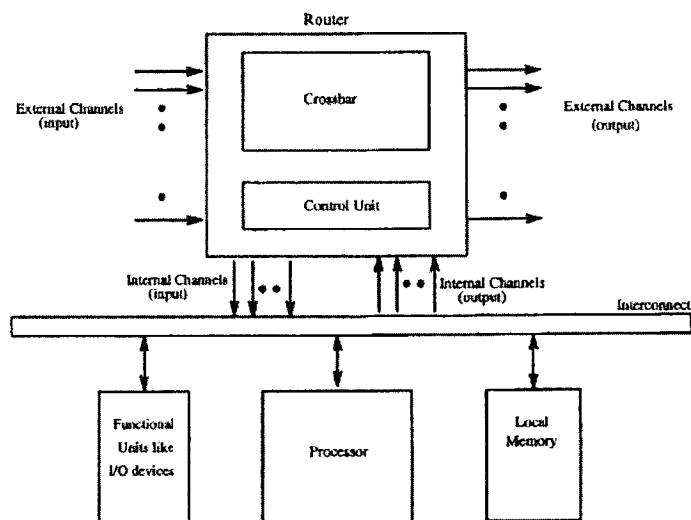 Router
Crossbar
External Channels
(input)
External Channels
(output)
Control Unit
Internal Channels
(input)
Internal Channels
(output)
Interconnect
Functional
Units like
I/O devices
Processor
Local
Memory